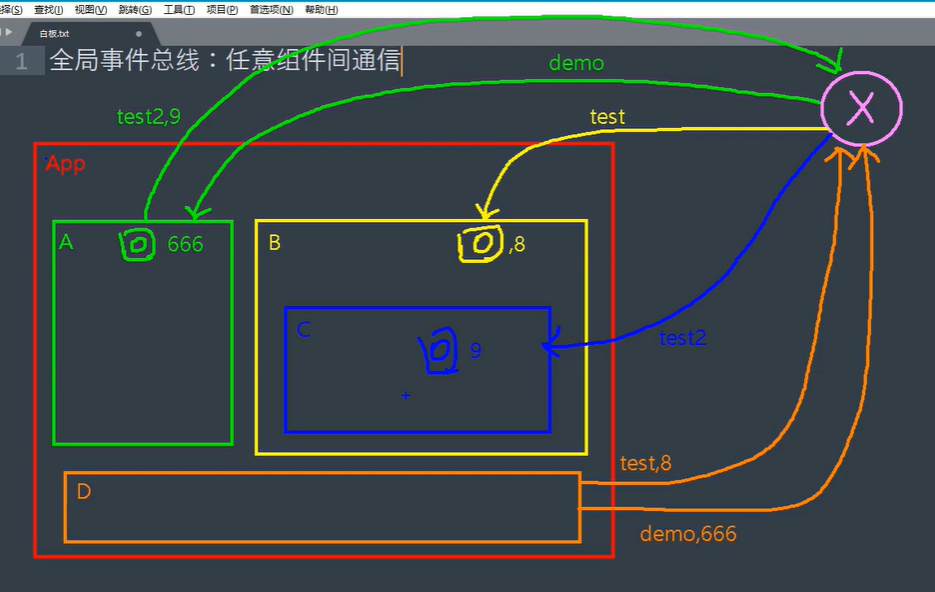 选择(S) 查找(I) 视图(V) 跳转(G) 工具(T) 项目(P) 首选项(N) 帮助(H)
白板.txt
1 全局事件总线：任意组件间通信
demo
X
test2,9
test
App
A
666
B
,8
C
9
test2
test,8
D
demo,666